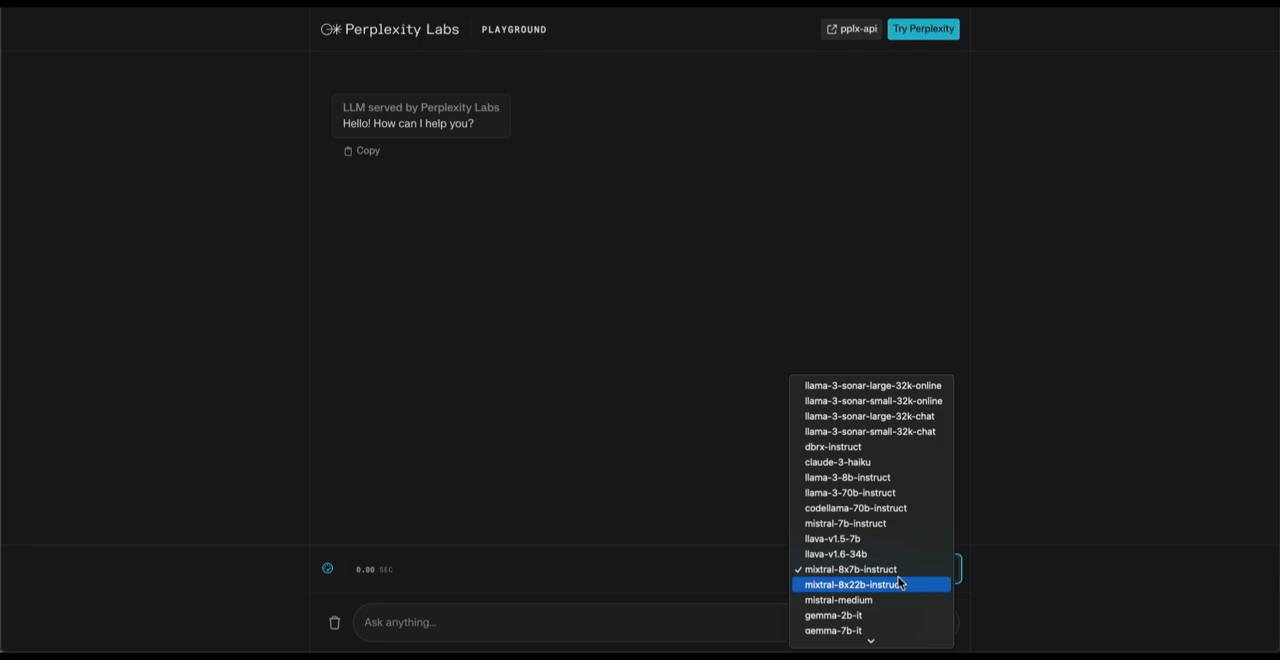 Perplexity Labs PLAYGROUND pplx-api Try Perplexity
LLM served by Perplexity Labs
Hello! How can I help you?
Copy
llama-3-sonar-large-32k-online
llama-3-sonar-small-32k-online
llama-3-sonar-large-32k-chat
llama-3-sonar-small-32k-chat
dbrx-instruct
claude-3-haiku
llama-3-8b-instruct
llama-3-70b-instruct
codellama-70b-instruct
mistral-7b-instruct
llava-v1.5-7b
llava-v1.6-34b
mixtral-8x7b-instruct
mixtral-8x22b-instruct
mistral-medium
gemma-2b-it
gemma-7b-it
0.00 SEC
Ask anything...